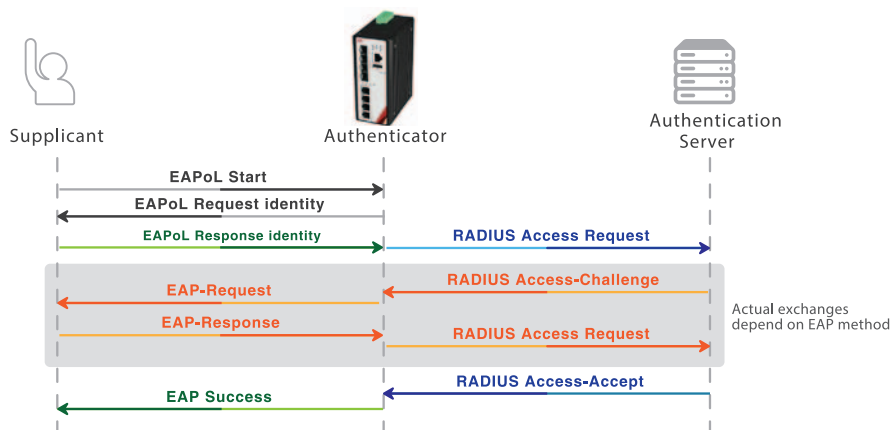 Supplicant
Authenticator
Authentication
Server
EAPoL Start
EAPoL Request identity
EAPoL Response identity
RADIUS Access Request
RADIUS Access-Challenge
EAP-Request
EAP-Response
RADIUS Access Request
Actual exchanges
depend on EAP method
RADIUS Access-Accept
EAP Success